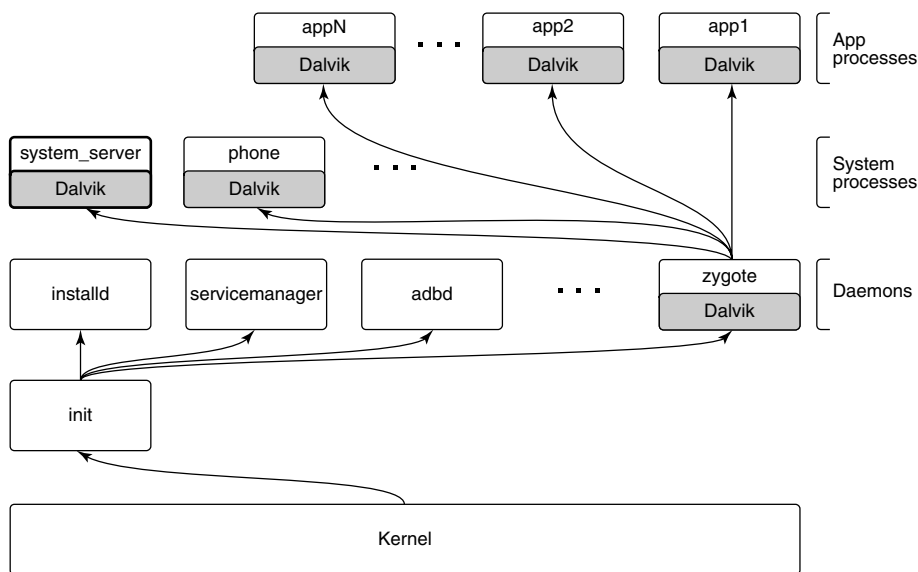 appN
Dalvik
. . .
app2
Dalvik
app1
Dalvik
App
processes
system_server
Dalvik
phone
Dalvik
. . .
System
processes
installd
servicemanager
adbd
. . .
zygote
Dalvik
Daemons
init
Kernel